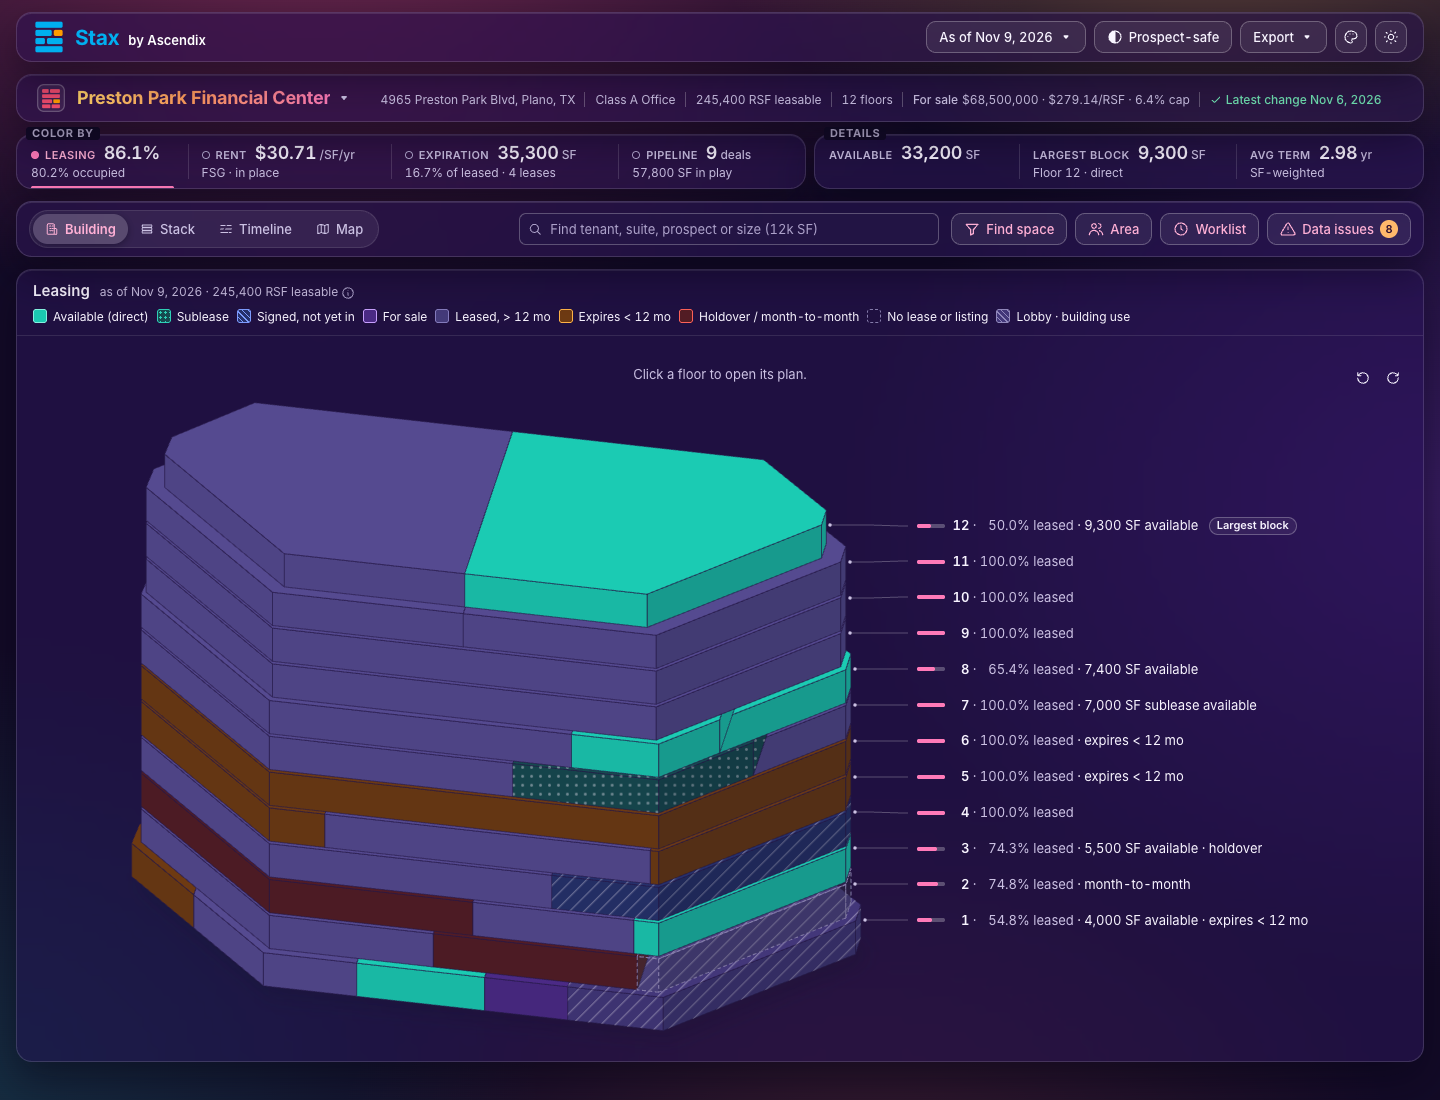 Stax by Ascendix
As of Nov 9, 2026
Prospect-safe
Export
Preston Park Financial Center
4965 Preston Park Blvd, Plano, TX
Class A Office
245,400 RSF leasable
12 floors
For sale $68,500,000 · $279.14/RSF · 6.4% cap
Latest change Nov 6, 2026
COLOR BY
LEASING 86.1%
80.2% occupied
RENT $30.71 /SF/yr
FSG · in place
EXPIRATION 35,300 SF
16.7% of leased · 4 leases
PIPELINE 9 deals
57,800 SF in play
DETAILS
AVAILABLE 33,200 SF
LARGEST BLOCK 9,300 SF
Floor 12 · direct
AVG TERM 2.98 yr
SF-weighted
Building
Stack
Timeline
Map
Find tenant, suite, prospect or size (12k SF)
Find space
Area
Worklist
Data issues 8
Leasing as of Nov 9, 2026 · 245,400 RSF leasable
Available (direct)
Sublease
Signed, not yet in
For sale
Leased, > 12 mo
Expires < 12 mo
Holdover / month-to-month
No lease or listing
Lobby · building use
Click a floor to open its plan.
12 · 50.0% leased · 9,300 SF available Largest block
11 · 100.0% leased
10 · 100.0% leased
9 · 100.0% leased
8 · 65.4% leased · 7,400 SF available
7 · 100.0% leased · 7,000 SF sublease available
6 · 100.0% leased · expires < 12 mo
5 · 100.0% leased · expires < 12 mo
4 · 100.0% leased
3 · 74.3% leased · 5,500 SF available · holdover
2 · 74.8% leased · month-to-month
1 · 54.8% leased · 4,000 SF available · expires < 12 mo